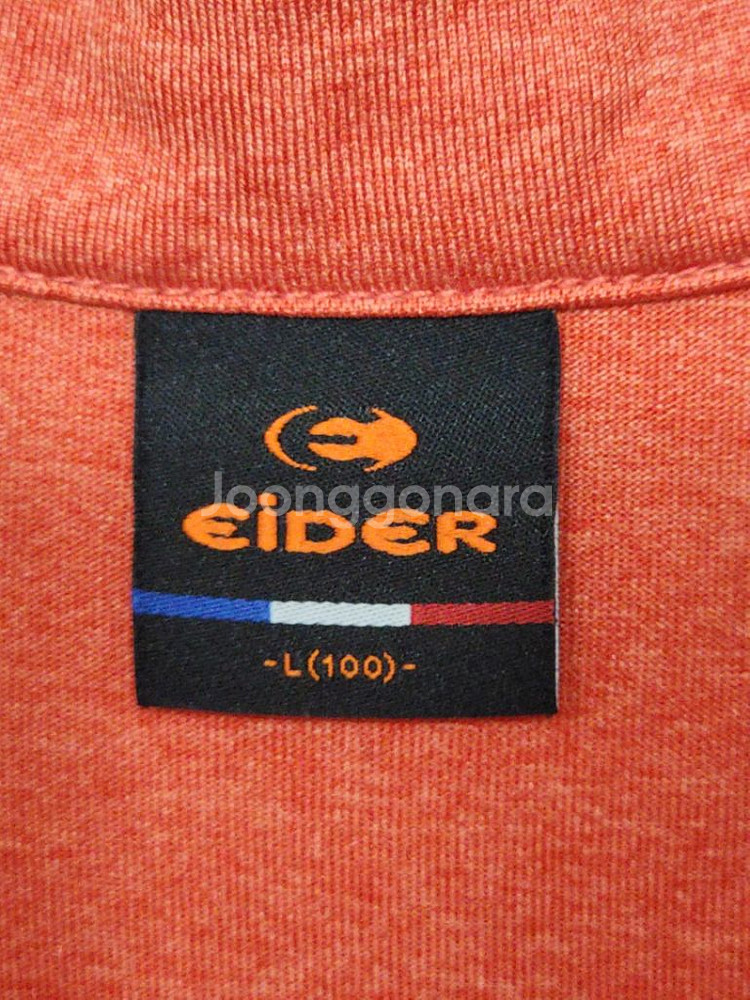 Joonggonara
EiDER
-L(100)-